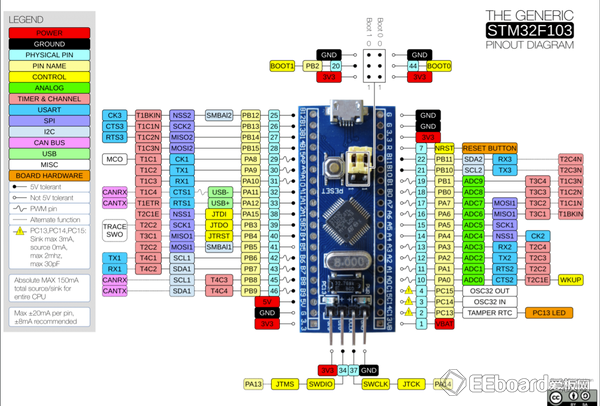 LEGEND
POWER
GROUND
PHYSICAL PIN
PIN NAME
CONTROL
ANALOG
TIMER & CHANNEL
USART
SPI
I2C
CAN BUS
USB
MISC
BOARD HARDWARE
5V tolerant
Not 5V tolerant
PWM pin
Alternate function
PC13,PC14,PC15:
Sink max 3mA,
source 0mA,
max 2mhz,
max 30pF
Absolute MAX 150mA
total source/sink for
entire CPU
Max ±20mA per pin,
±8mA recommended
THE GENERIC
STM32F103
PINOUT DIAGRAM
Boot 1
Boot 0
GND GND
BOOT1 PB2 20 44 BOOT0
3V3 3V3
CK3 T1BKIN NSS2 SMBAI2 PB12 25
CTS3 T1C1N SCK2 PB13 26
RTS3 T1C2N MISO2 PB14 27
T1C3N MOSI2 PB15 28
MCO T1C1 CK1 PA8 29
T1C2 TX1 PA9 30
T1C3 RX1 PA10 31
CANRX T1C4 CTS1 USB- PA11 32
CANTX T1ETR RTS1 USB+ PA12 33
T2C1E NSS1 JTDI PA15 38
TRACE SWO T2C2 SCK1 JTDO PB3 39
T3C1 MISO1 JTRST PB4 40
T3C2 MOSI1 SMBAI1 PB5 41
TX1 T4C1 SCL1 PB6 42
RX1 T4C2 SDA1 PB7 43
CANRX SCL1 T4C3 PB8 45
CANTX SDA1 T4C4 PB9 46
5V
GND
3V3
GND
GND
3V3
7 NRST RESET BUTTON
22 PB11 SDA2 RX3 T2C4N
21 PB10 SCL2 TX3 T2C3N
19 PB1 ADC9 T3C4 T1C3N
18 PB0 ADC8 T3C3 T1C2N
17 PA7 ADC7 MOSI1 T3C2 T1C1N
16 PA6 ADC6 MISO1 T3C1 T1BKIN
15 PA5 ADC5 SCK1
14 PA4 ADC4 NSS1 CK2
13 PA3 ADC3 RX2 T2C4
12 PA2 ADC2 TX2 T2C3
11 PA1 ADC1 RTS2 T2C2
10 PA0 ADC0 CTS2 T2C1E WKUP
4 PC15 OSC32 OUT
3 PC14 OSC32 IN
2 PC13 TAMPER RTC PC13 LED
1 VBAT
RESET
8·000
3V3 34 37 GND
PA13 JTMS SWDIO SWCLK JTCK PA14
EEboard 爱板网
cc
BY SA